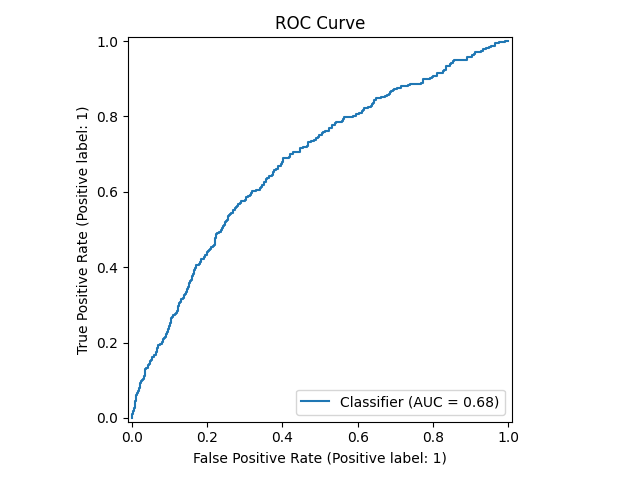 ROC Curve
True Positive Rate (Positive label: 1)
1.0
0.8
0.6
0.4
0.2
0.0
Classifier (AUC = 0.68)
0.0 0.2 0.4 0.6 0.8 1.0
False Positive Rate (Positive label: 1)